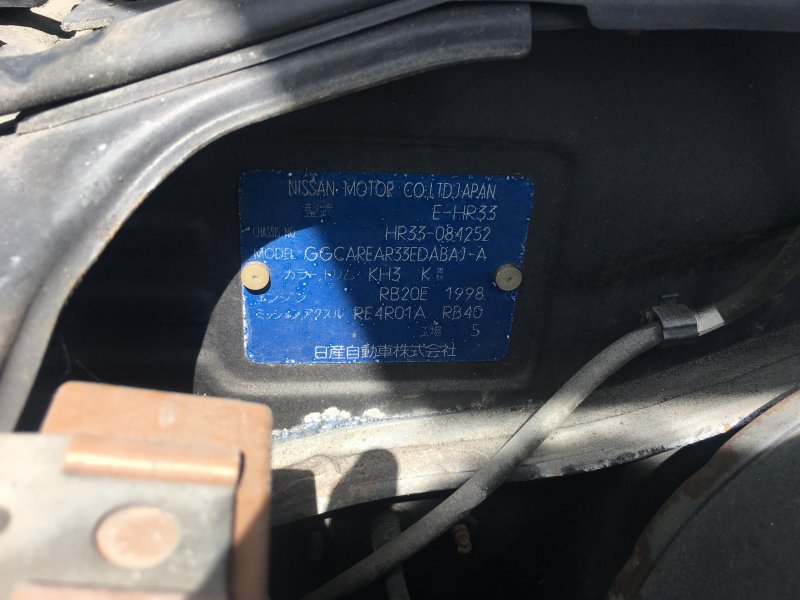 NISSAN MOTOR CO.,LTD.JAPAN
型式 E-HR33
CHASSIS NO. HR33-084252
MODEL GGCAREAR33EDABAJ-A
カラートリム KH3 K
エンジン RB20E 1998
ミッションアクスル RE4R01A RB40
工場 5
日産自動車株式会社